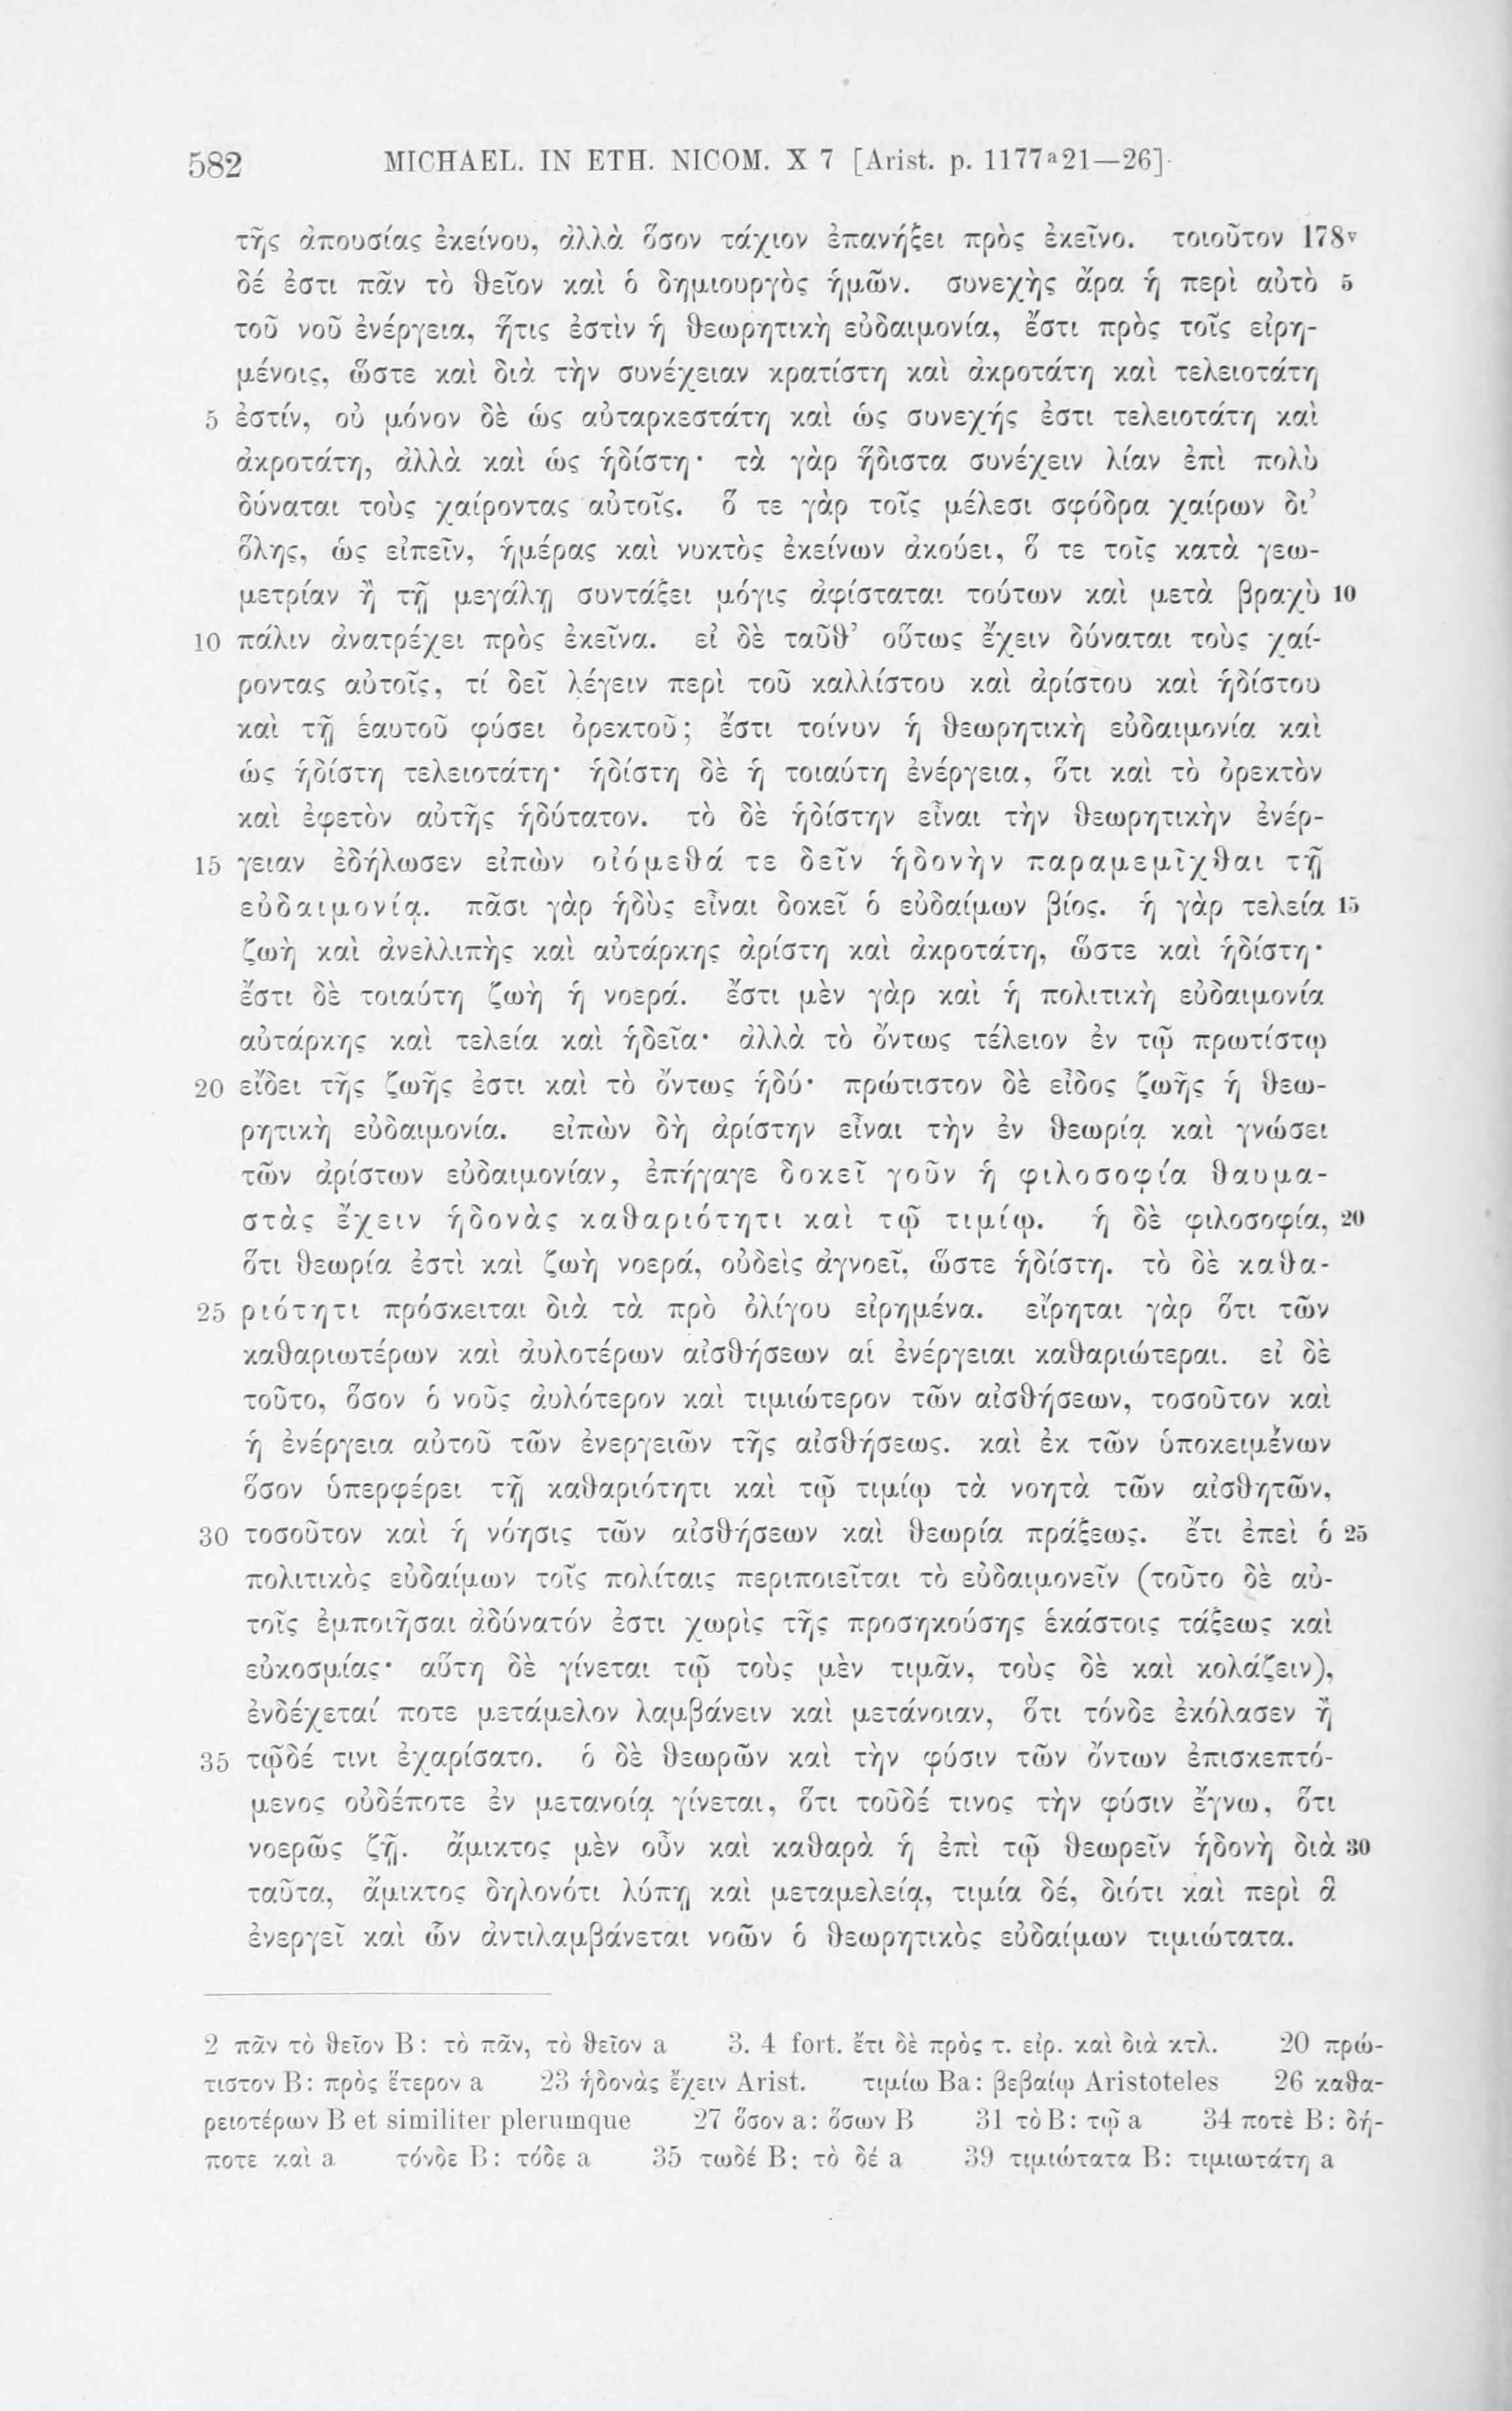 582 MICHAEL. IN ETH. NICOM. X 7 [Arist. p. 1177ᵃ21—26]
τῆς ἀπουσίας ἐκείνου, ἀλλὰ ὅσον τάχιον ἐπανήξει πρὸς ἐκεῖνο. τοιοῦτον 178ᵛ
δέ ἐστι πᾶν τὸ θεῖον καὶ ὁ δημιουργὸς ἡμῶν. συνεχὴς ἄρα ἡ περὶ αὐτὸ 5
τοῦ νοῦ ἐνέργεια, ἥτις ἐστὶν ἡ θεωρητικὴ εὐδαιμονία, ἔστι πρὸς τοῖς εἰρη-
μένοις, ὥστε καὶ διὰ τὴν συνέχειαν κρατίστη καὶ ἀκροτάτη καὶ τελειοτάτη
5 ἐστίν, οὐ μόνον δὲ ὡς αὐταρκεστάτη καὶ ὡς συνεχής ἐστι τελειοτάτη καὶ
ἀκροτάτη, ἀλλὰ καὶ ὡς ἡδίστη· τὰ γὰρ ἥδιστα συνέχειν λίαν ἐπὶ πολὺ
δύναται τοὺς χαίροντας αὐτοῖς. ὅ τε γὰρ τοῖς μέλεσι σφόδρα χαίρων δι’
ὅλης, ὡς εἰπεῖν, ἡμέρας καὶ νυκτὸς ἐκείνων ἀκούει, ὅ τε τοῖς κατὰ γεω-
μετρίαν ἢ τῇ μεγάλῃ συντάξει μόγις ἀφίσταται τούτων καὶ μετὰ βραχὺ 10
10 πάλιν ἀνατρέχει πρὸς ἐκεῖνα. εἰ δὲ ταῦθ’ οὕτως ἔχειν δύναται τοὺς χαί-
ροντας αὐτοῖς, τί δεῖ λέγειν περὶ τοῦ καλλίστου καὶ ἀρίστου καὶ ἡδίστου
καὶ τῇ ἑαυτοῦ φύσει ὀρεκτοῦ; ἔστι τοίνυν ἡ θεωρητικὴ εὐδαιμονία καὶ
ὡς ἡδίστη τελειοτάτη· ἡδίστη δὲ ἡ τοιαύτη ἐνέργεια, ὅτι καὶ τὸ ὀρεκτὸν
καὶ ἐφετὸν αὐτῆς ἡδύτατον. τὸ δὲ ἡδίστην εἶναι τὴν θεωρητικὴν ἐνέρ-
15 γειαν ἐδήλωσεν εἰπὼν οἰόμεθά τε δεῖν ἡδονὴν παραμεμῖχθαι τῇ
εὐδαιμονίᾳ. πᾶσι γὰρ ἡδὺς εἶναι δοκεῖ ὁ εὐδαίμων βίος. ἡ γὰρ τελεία 15
ζωὴ καὶ ἀνελλιπὴς καὶ αὐτάρκης ἀρίστη καὶ ἀκροτάτη, ὥστε καὶ ἡδίστη·
ἔστι δὲ τοιαύτη ζωὴ ἡ νοερά. ἔστι μὲν γὰρ καὶ ἡ πολιτικὴ εὐδαιμονία
αὐτάρκης καὶ τελεία καὶ ἡδεῖα· ἀλλὰ τὸ ὄντως τέλειον ἐν τῷ πρωτίστῳ
20 εἴδει τῆς ζωῆς ἐστι καὶ τὸ ὄντως ἡδύ· πρώτιστον δὲ εἶδος ζωῆς ἡ θεω-
ρητικὴ εὐδαιμονία. εἰπὼν δὴ ἀρίστην εἶναι τὴν ἐν θεωρίᾳ καὶ γνώσει
τῶν ἀρίστων εὐδαιμονίαν, ἐπήγαγε δοκεῖ γοῦν ἡ φιλοσοφία θαυμα-
στὰς ἔχειν ἡδονὰς καθαριότητι καὶ τῷ τιμίῳ. ἡ δὲ φιλοσοφία, 20
ὅτι θεωρία ἐστὶ καὶ ζωὴ νοερά, οὐδεὶς ἀγνοεῖ, ὥστε ἡδίστη. τὸ δὲ καθα-
25 ριότητι πρόσκειται διὰ τὰ πρὸ ὀλίγου εἰρημένα. εἴρηται γὰρ ὅτι τῶν
καθαριωτέρων καὶ ἀυλοτέρων αἰσθήσεων αἱ ἐνέργειαι καθαριώτεραι. εἰ δὲ
τοῦτο, ὅσον ὁ νοῦς ἀυλότερον καὶ τιμιώτερον τῶν αἰσθήσεων, τοσοῦτον καὶ
ἡ ἐνέργεια αὐτοῦ τῶν ἐνεργειῶν τῆς αἰσθήσεως. καὶ ἐκ τῶν ὑποκειμένων
ὅσον ὑπερφέρει τῇ καθαριότητι καὶ τῷ τιμίῳ τὰ νοητὰ τῶν αἰσθητῶν,
30 τοσοῦτον καὶ ἡ νόησις τῶν αἰσθήσεων καὶ θεωρία πράξεως. ἔτι ἐπεὶ ὁ 25
πολιτικὸς εὐδαίμων τοῖς πολίταις περιποιεῖται τὸ εὐδαιμονεῖν (τοῦτο δὲ αὐ-
τοῖς ἐμποιῆσαι ἀδύνατόν ἐστι χωρὶς τῆς προσηκούσης ἑκάστοις τάξεως καὶ
εὐκοσμίας· αὕτη δὲ γίνεται τῷ τοὺς μὲν τιμᾶν, τοὺς δὲ καὶ κολάζειν),
ἐνδέχεταί ποτε μετάμελον λαμβάνειν καὶ μετάνοιαν, ὅτι τόνδε ἐκόλασεν ἢ
35 τῷδέ τινι ἐχαρίσατο. ὁ δὲ θεωρῶν καὶ τὴν φύσιν τῶν ὄντων ἐπισκεπτό-
μενος οὐδέποτε ἐν μετανοίᾳ γίνεται, ὅτι τοῦδέ τινος τὴν φύσιν ἔγνω, ὅτι
νοερῶς ζῇ. ἄμικτος μὲν οὖν καὶ καθαρὰ ἡ ἐπὶ τῷ θεωρεῖν ἡδονὴ διὰ 30
ταῦτα, ἄμικτος δηλονότι λύπῃ καὶ μεταμελείᾳ, τιμία δέ, διότι καὶ περὶ ἃ
ἐνεργεῖ καὶ ὧν ἀντιλαμβάνεται νοῶν ὁ θεωρητικὸς εὐδαίμων τιμιώτατα.
2 πᾶν τὸ θεῖον B: τὸ πᾶν, τὸ θεῖον a 3. 4 fort. ἔτι δὲ πρὸς τ. εἰρ. καὶ διὰ κτλ. 20 πρώ-
τιστον B: πρὸς ἕτερον a 23 ἡδονὰς ἔχειν Arist. τιμίω Ba: βεβαίῳ Aristoteles 26 καθα-
ρειοτέρων B et similiter plerumque 27 ὅσον a: ὅσων B 31 τὸ B: τῷ a 34 ποτὲ B: δή-
ποτε καὶ a τόνδε B: τόδε a 35 τωδέ B: τὸ δέ a 39 τιμιώτατα B: τιμιωτάτη a